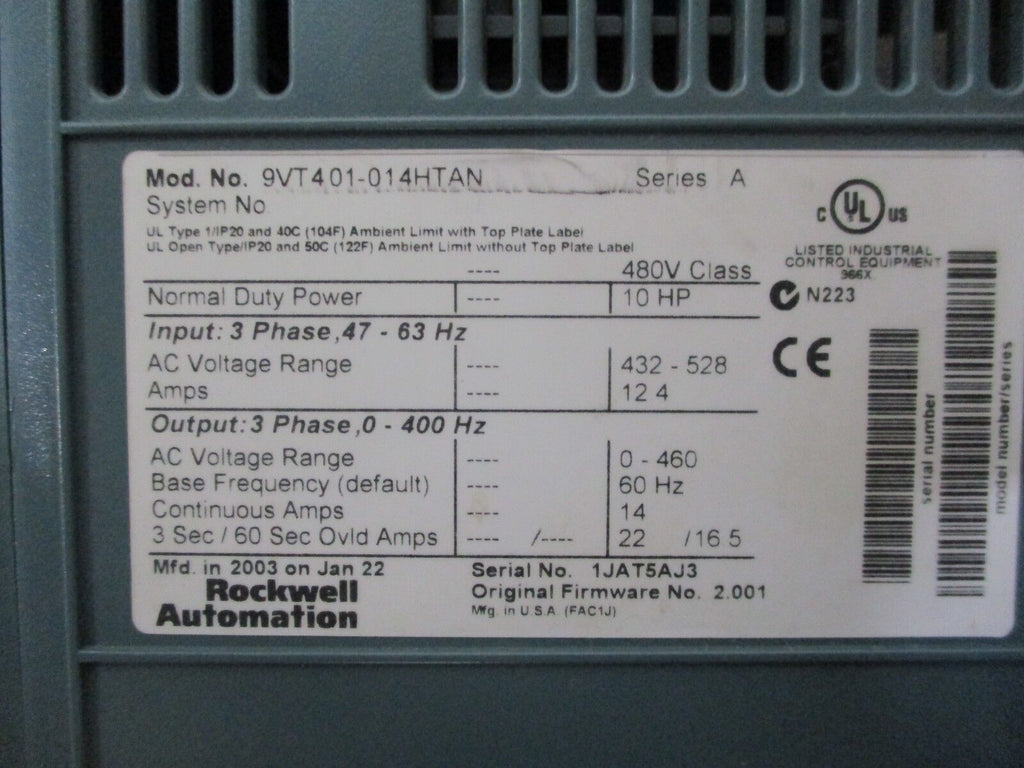 Mod. No. 9VT401-014HTAN Series A
System No
UL Type 1/IP20 and 40C (104F) Ambient Limit with Top Plate Label
UL Open Type/IP20 and 50C (122F) Ambient Limit without Top Plate Label
---- 480V Class
Normal Duty Power ---- 10 HP
Input: 3 Phase,47 - 63 Hz
AC Voltage Range ---- 432 - 528
Amps ---- 12 4
Output: 3 Phase,0 - 400 Hz
AC Voltage Range ---- 0 - 460
Base Frequency (default) ---- 60 Hz
Continuous Amps ---- 14
3 Sec / 60 Sec Ovld Amps ---- /---- 22 /16 5
Mfd. in 2003 on Jan 22
Rockwell
Automation
Serial No. 1JAT5AJ3
Original Firmware No. 2.001
Mfg. in U.S.A. (FAC1J)
C UL US
LISTED INDUSTRIAL
CONTROL EQUIPMENT
966X
N223
CE
serial number
model number/series